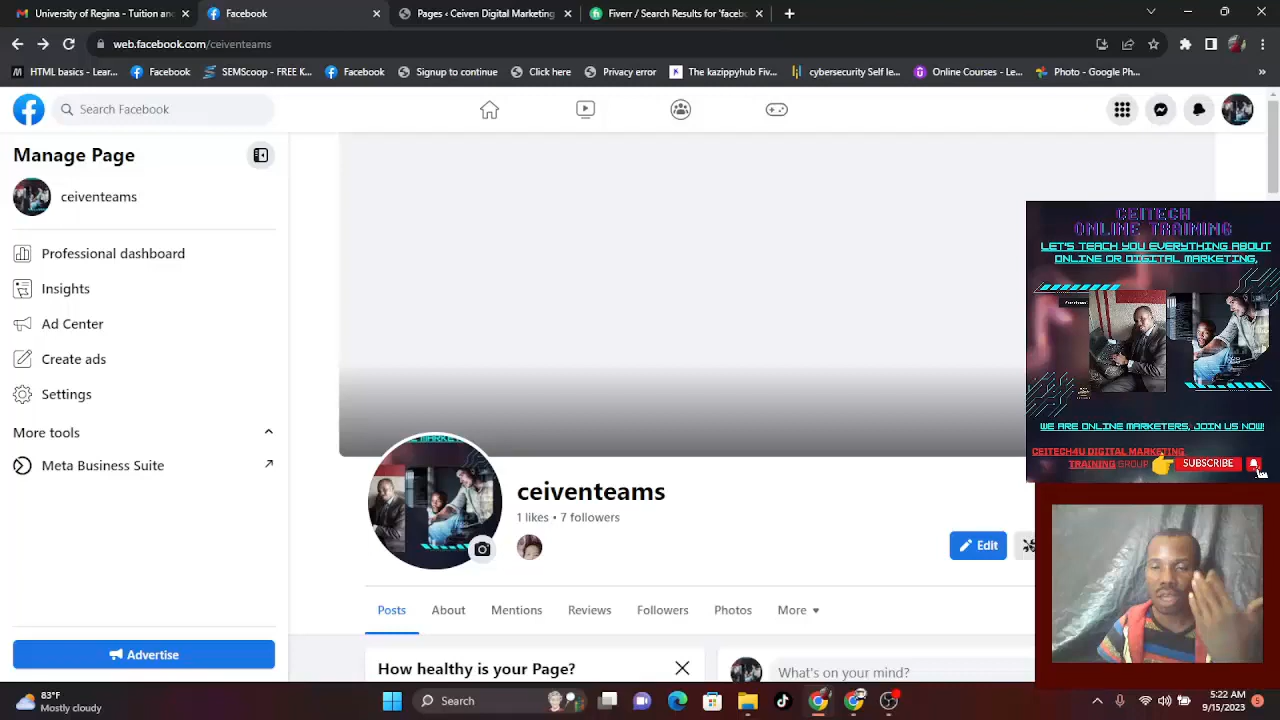 University of Regina - Tuition an
Facebook
Pages ‹ Ceiven Digital Marketing
Fiverr / Search Results for 'facebo
web.facebook.com/ceiventeams
HTML basics - Lear...
Facebook
SEMScoop - FREE K...
Facebook
Signup to continue
Click here
Privacy error
The kazippyhub Fiv...
cybersecurity Self le...
Online Courses - Le...
Photo - Google Ph...
Search Facebook
Manage Page
ceiventeams
Professional dashboard
Insights
Ad Center
Create ads
Settings
More tools
Meta Business Suite
Advertise
ceiventeams
1 likes • 7 followers
Edit
Posts
About
Mentions
Reviews
Followers
Photos
More
How healthy is your Page?
What's on your mind?
CEITECH
ONLINE TRAINING
LET'S TEACH YOU EVERYTHING ABOUT
ONLINE OR DIGITAL MARKETING,
WE ARE ONLINE MARKETERS, JOIN US NOW!
CEITECH4U DIGITAL MARKETING
TRAINING GROUP
SUBSCRIBE
83°F
Mostly cloudy
Search
5:22 AM
9/15/2023
5